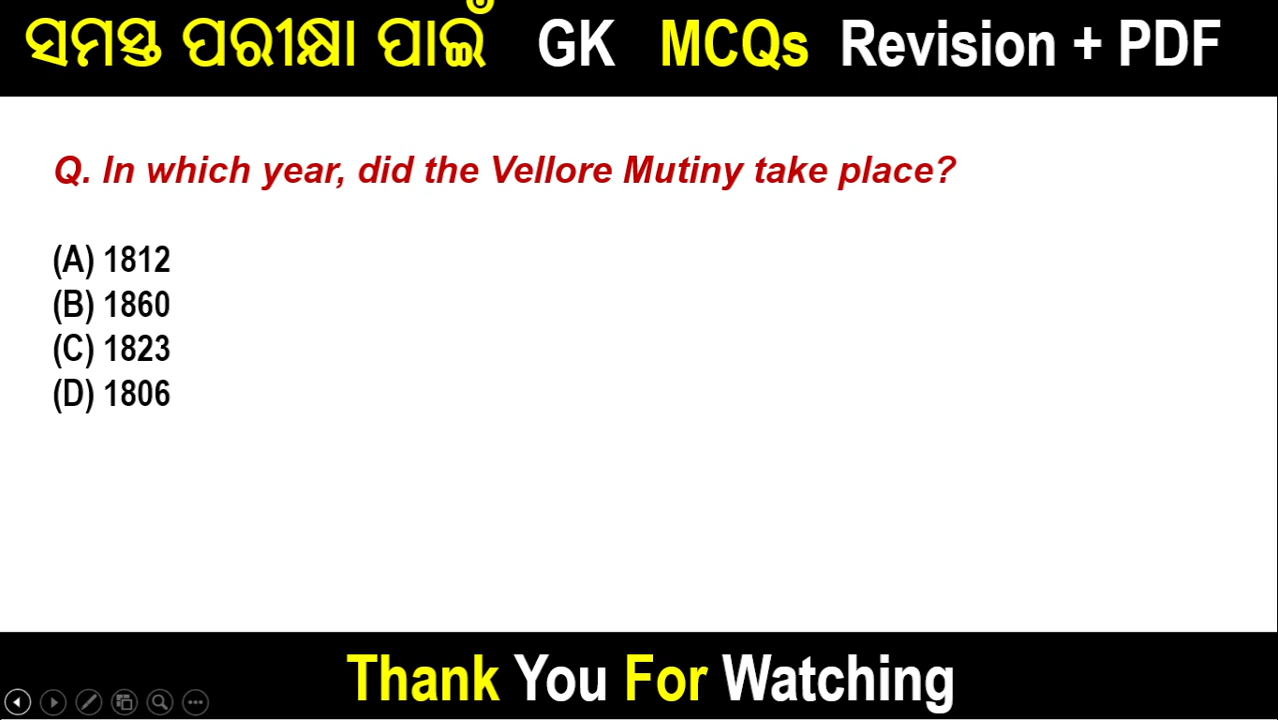 ସମସ୍ତ ପରୀକ୍ଷା ପାଇଁ GK MCQs Revision + PDF
Q. In which year, did the Vellore Mutiny take place?
(A) 1812
(B) 1860
(C) 1823
(D) 1806
Thank You For Watching